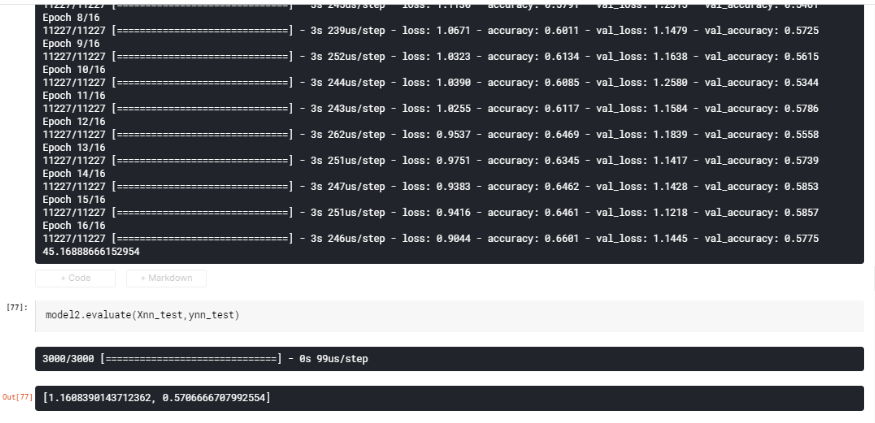 Epoch 8/16
11227/11227 [==============================] - 3s 239us/step - loss: 1.0671 - accuracy: 0.6011 - val_loss: 1.1479 - val_accuracy: 0.5725
Epoch 9/16
11227/11227 [==============================] - 3s 252us/step - loss: 1.0323 - accuracy: 0.6134 - val_loss: 1.1638 - val_accuracy: 0.5615
Epoch 10/16
11227/11227 [==============================] - 3s 244us/step - loss: 1.0390 - accuracy: 0.6085 - val_loss: 1.2580 - val_accuracy: 0.5344
Epoch 11/16
11227/11227 [==============================] - 3s 243us/step - loss: 1.0255 - accuracy: 0.6117 - val_loss: 1.1584 - val_accuracy: 0.5786
Epoch 12/16
11227/11227 [==============================] - 3s 262us/step - loss: 0.9537 - accuracy: 0.6469 - val_loss: 1.1839 - val_accuracy: 0.5558
Epoch 13/16
11227/11227 [==============================] - 3s 251us/step - loss: 0.9751 - accuracy: 0.6345 - val_loss: 1.1417 - val_accuracy: 0.5739
Epoch 14/16
11227/11227 [==============================] - 3s 247us/step - loss: 0.9383 - accuracy: 0.6462 - val_loss: 1.1428 - val_accuracy: 0.5853
Epoch 15/16
11227/11227 [==============================] - 3s 251us/step - loss: 0.9416 - accuracy: 0.6461 - val_loss: 1.1218 - val_accuracy: 0.5857
Epoch 16/16
11227/11227 [==============================] - 3s 246us/step - loss: 0.9044 - accuracy: 0.6601 - val_loss: 1.1445 - val_accuracy: 0.5775
45.16888666152954
+ Code + Markdown
[77]:
model2.evaluate(Xnn_test,ynn_test)
3000/3000 [==============================] - 0s 99us/step
Out[77] [1.1608390143712362, 0.5706666707992554]